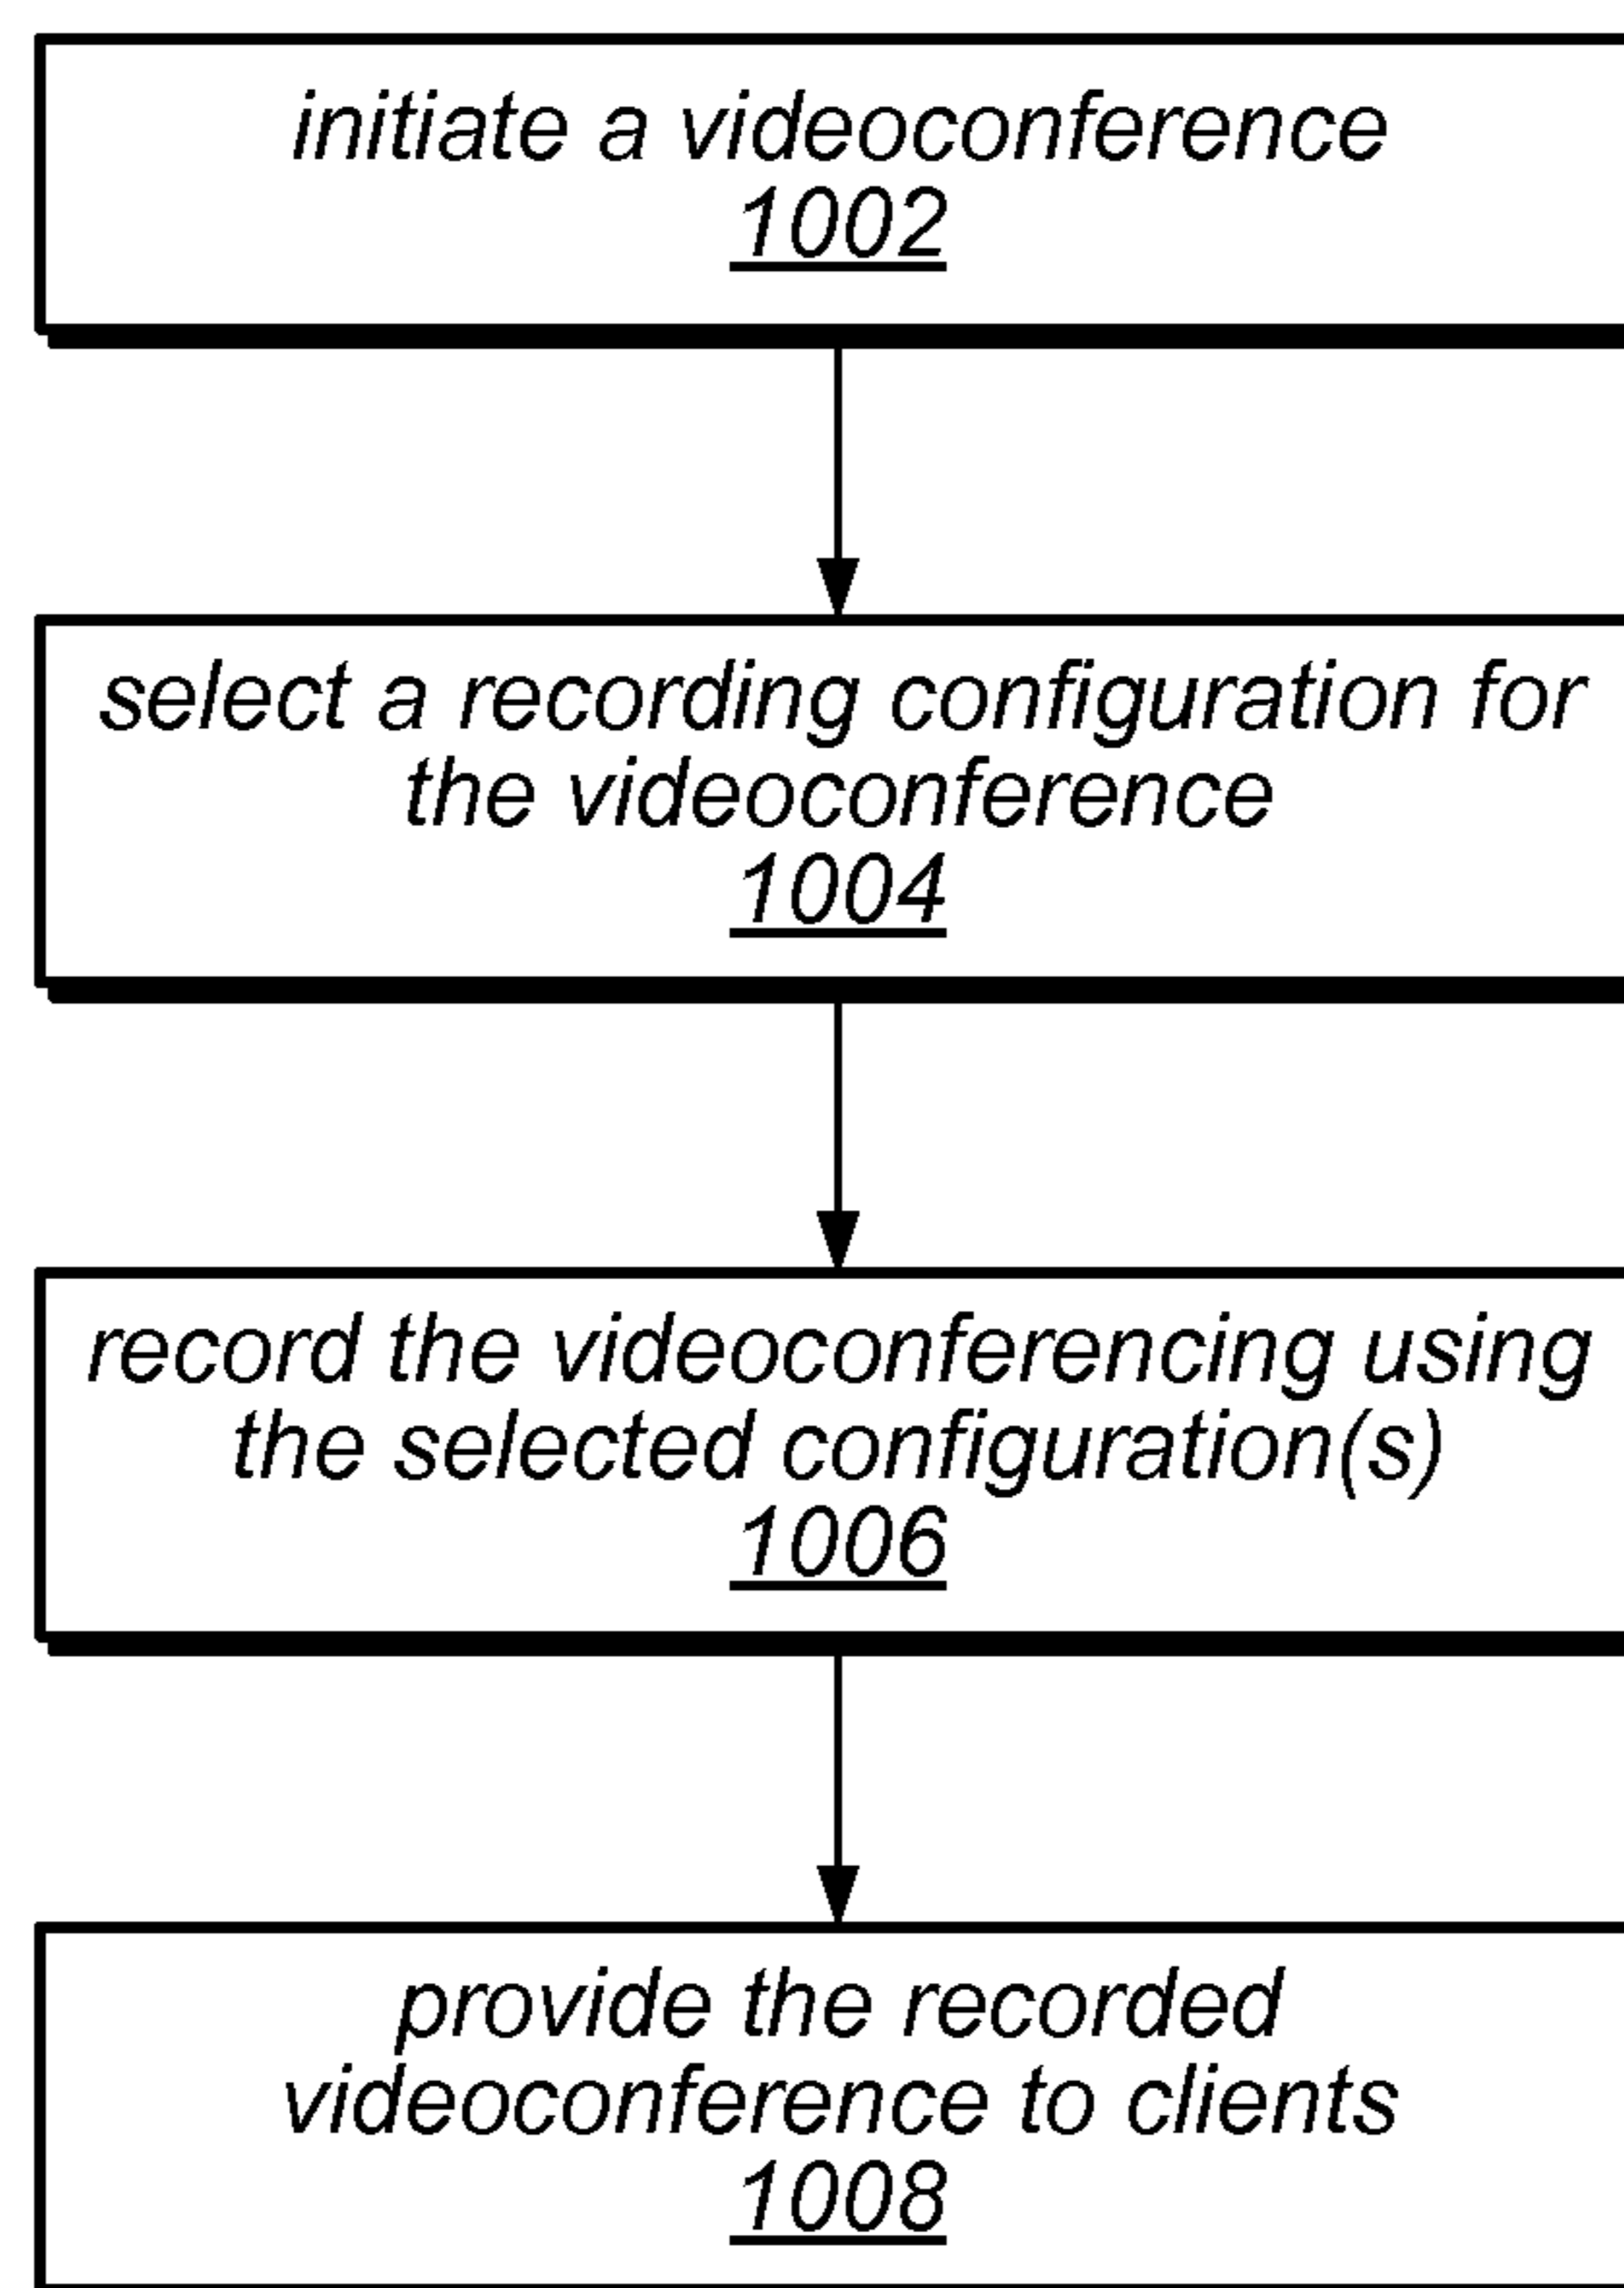 initiate a videoconference
1002
select a recording configuration for
the videoconference
1004
record the videoconferencing using
the selected configuration(s)
1006
provide the recorded
videoconference to clients
1008